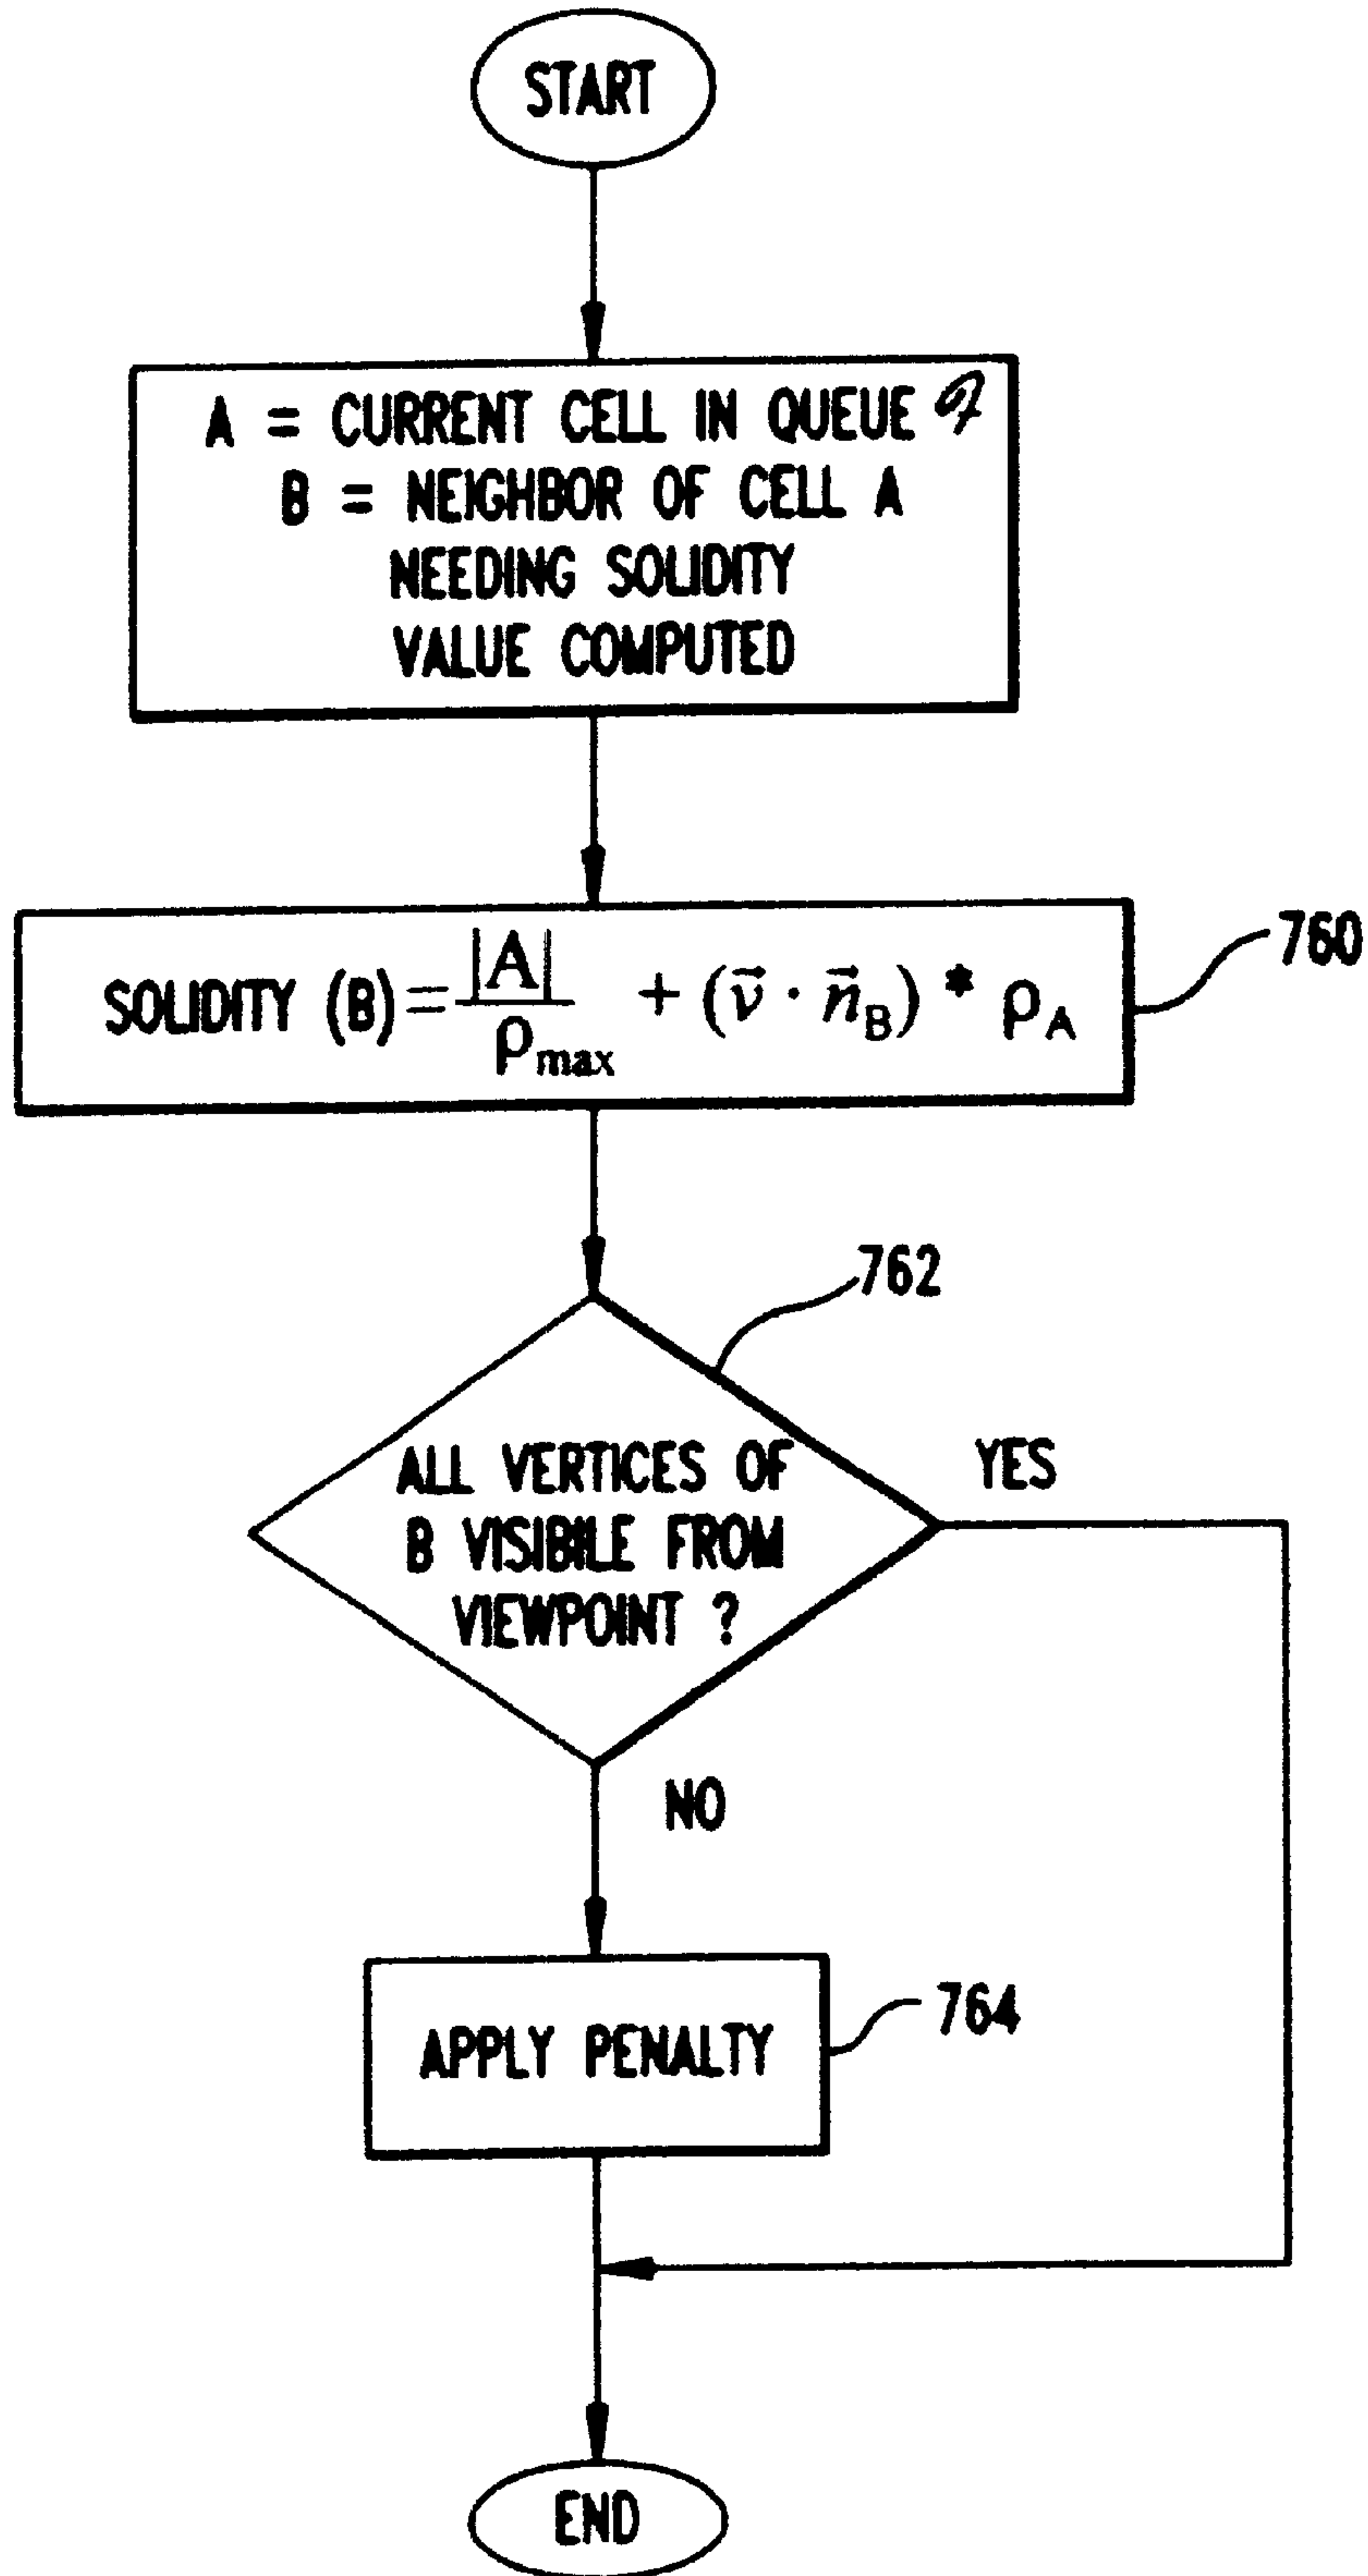 START
A = CURRENT CELL IN QUEUE
B = NEIGHBOR OF CELL A
NEEDING SOLIDITY
VALUE COMPUTED
SOLIDITY (B) = |A| / ρmax + (v⃗ · n⃗B) * ρA
760
762
ALL VERTICES OF
B VISIBILE FROM
VIEWPOINT ?
YES
NO
APPLY PENALTY
764
END